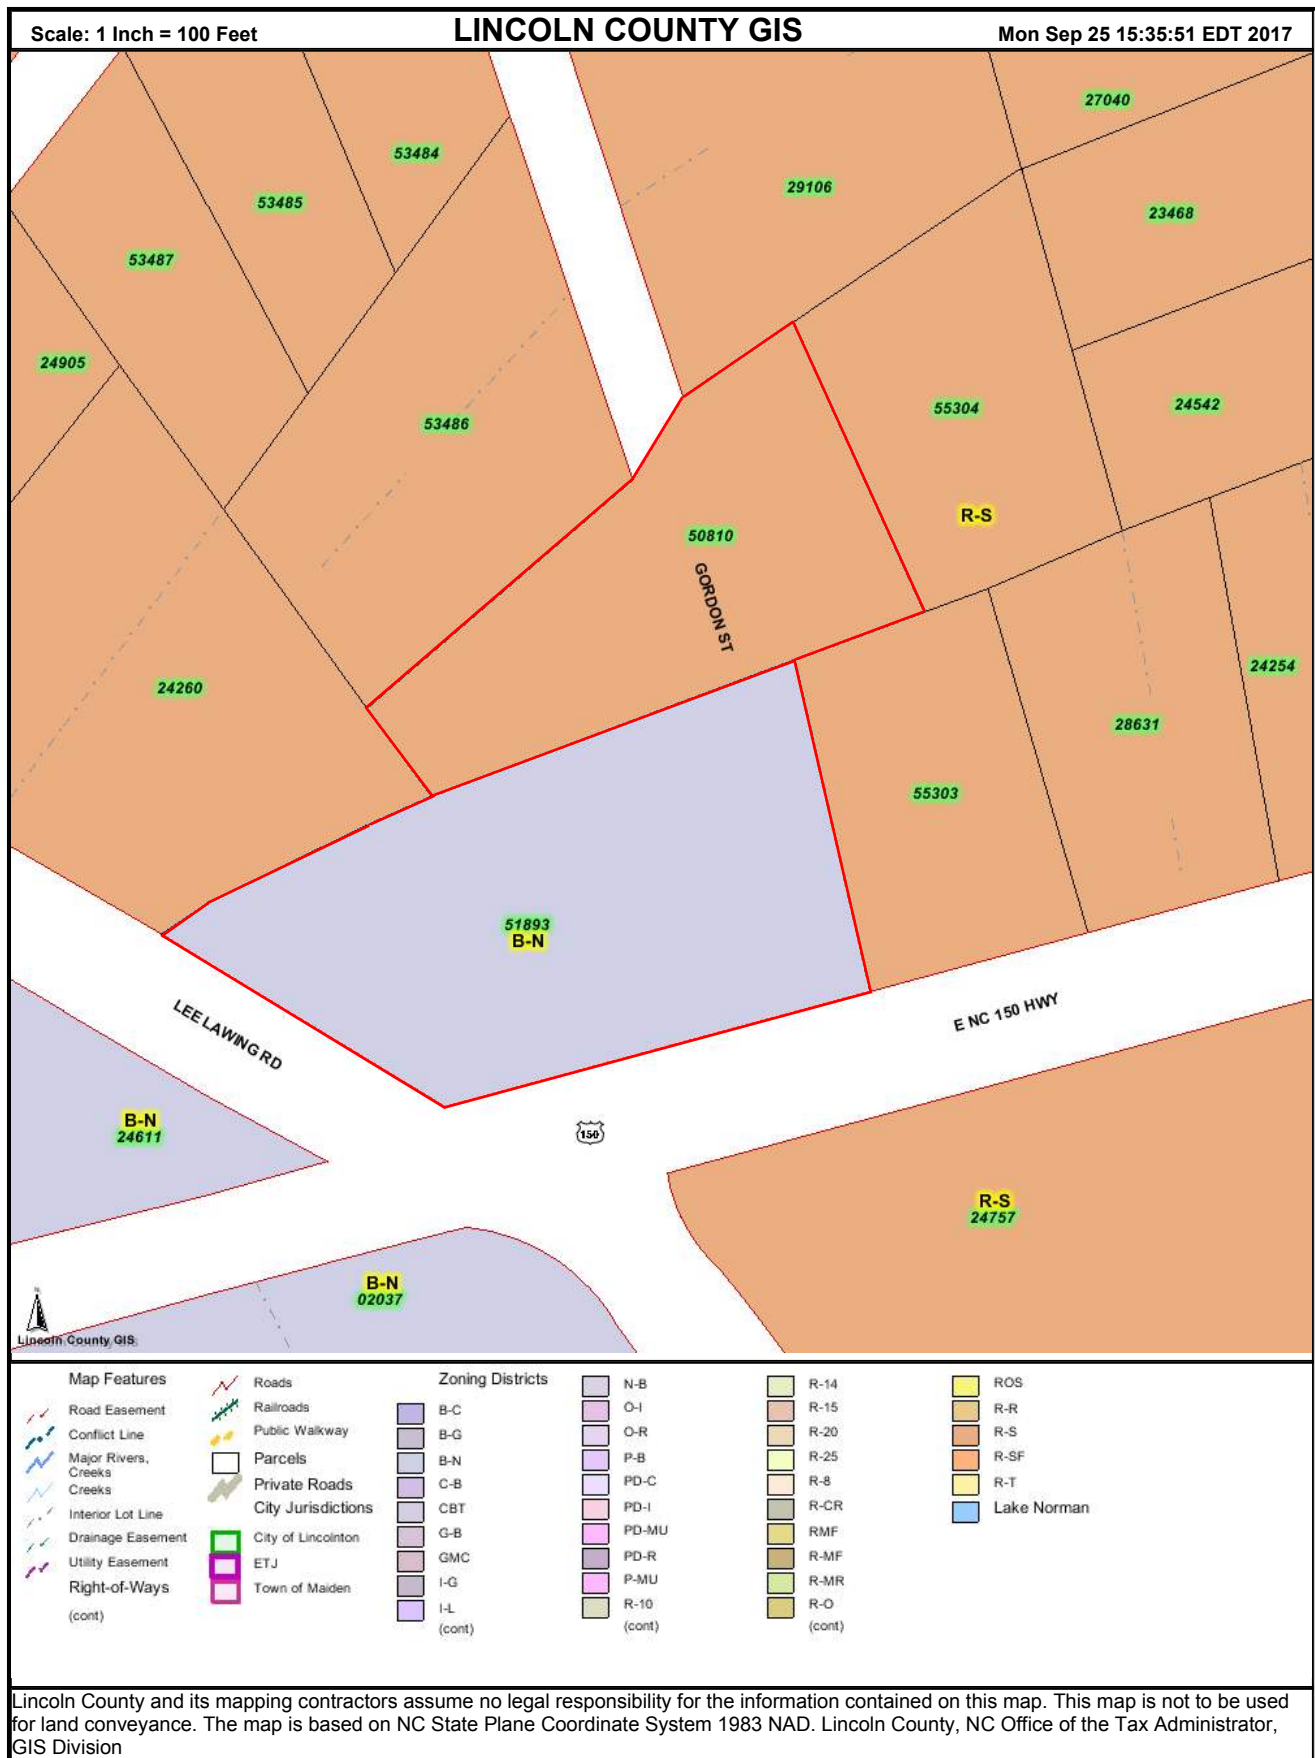 Scale: 1 Inch = 100 Feet
LINCOLN COUNTY GIS
Mon Sep 25 15:35:51 EDT 2017
27040
53484
29106
53485
23468
53487
24905
53486
55304
24542
R-S
50810
GORDON ST
24260
24254
28631
55303
51893
B-N
LEE LAWING RD
E NC 150 HWY
B-N
24611
150
R-S
24757
B-N
02037
N
Lincoln County GIS
Map Features
Road Easement
Conflict Line
Major Rivers,
Creeks
Creeks
Interior Lot Line
Drainage Easement
Utility Easement
Right-of-Ways
(cont)
Roads
Railroads
Public Walkway
Parcels
Private Roads
City Jurisdictions
City of Lincolnton
ETJ
Town of Maiden
Zoning Districts
B-C
B-G
B-N
C-B
CBT
G-B
GMC
I-G
I-L
(cont)
N-B
O-I
O-R
P-B
PD-C
PD-I
PD-MU
PD-R
P-MU
R-10
(cont)
R-14
R-15
R-20
R-25
R-8
R-CR
RMF
R-MF
R-MR
R-O
(cont)
ROS
R-R
R-S
R-SF
R-T
Lake Norman
Lincoln County and its mapping contractors assume no legal responsibility for the information contained on this map. This map is not to be used
for land conveyance. The map is based on NC State Plane Coordinate System 1983 NAD. Lincoln County, NC Office of the Tax Administrator,
GIS Division